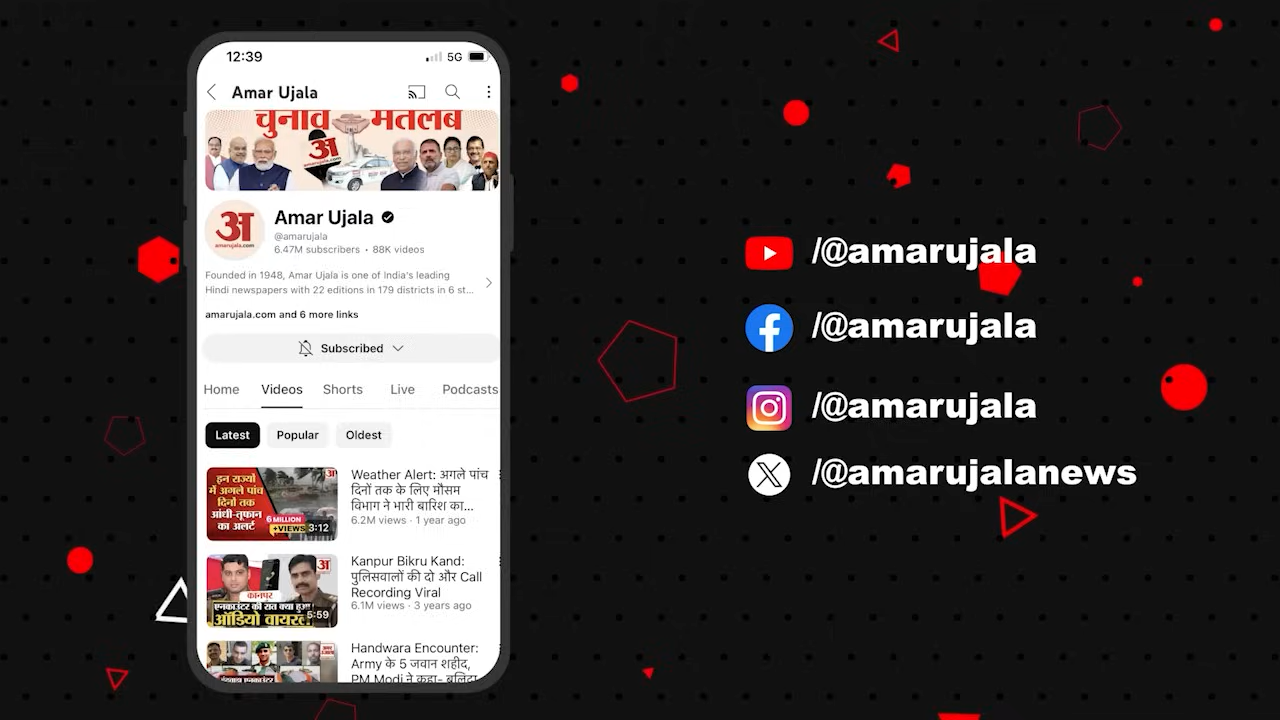 12:39
5G
Amar Ujala
चुनाव मतलब
अ
amarujala.com
अ
amarujala.com
Amar Ujala
@amarujala
6.47M subscribers • 88K videos
Founded in 1948, Amar Ujala is one of India's leading
Hindi newspapers with 22 editions in 179 districts in 6 st...
amarujala.com and 6 more links
Subscribed
Home Videos Shorts Live Podcasts
Latest Popular Oldest
इन राज्यों
में अगले पांच
दिनों तक
आंधी-तूफान
का अलर्ट
अ
6 MILLION
+VIEWS
3:12
Weather Alert: अगले पांच
दिनों तक के लिए मौसम
विभाग ने भारी बारिश का...
6.2M views · 1 year ago
अ
कानपुर
एनकाउंटर की रात क्या हुआ
ऑडियो वायरल
5:59
Kanpur Bikru Kand:
पुलिसवालों की दो और Call
Recording Viral
6.1M views · 3 years ago
Handwara Encounter:
Army के 5 जवान शहीद,
PM Modi ने कहा- बलिदा
/@amarujala
/@amarujala
/@amarujala
/@amarujalanews